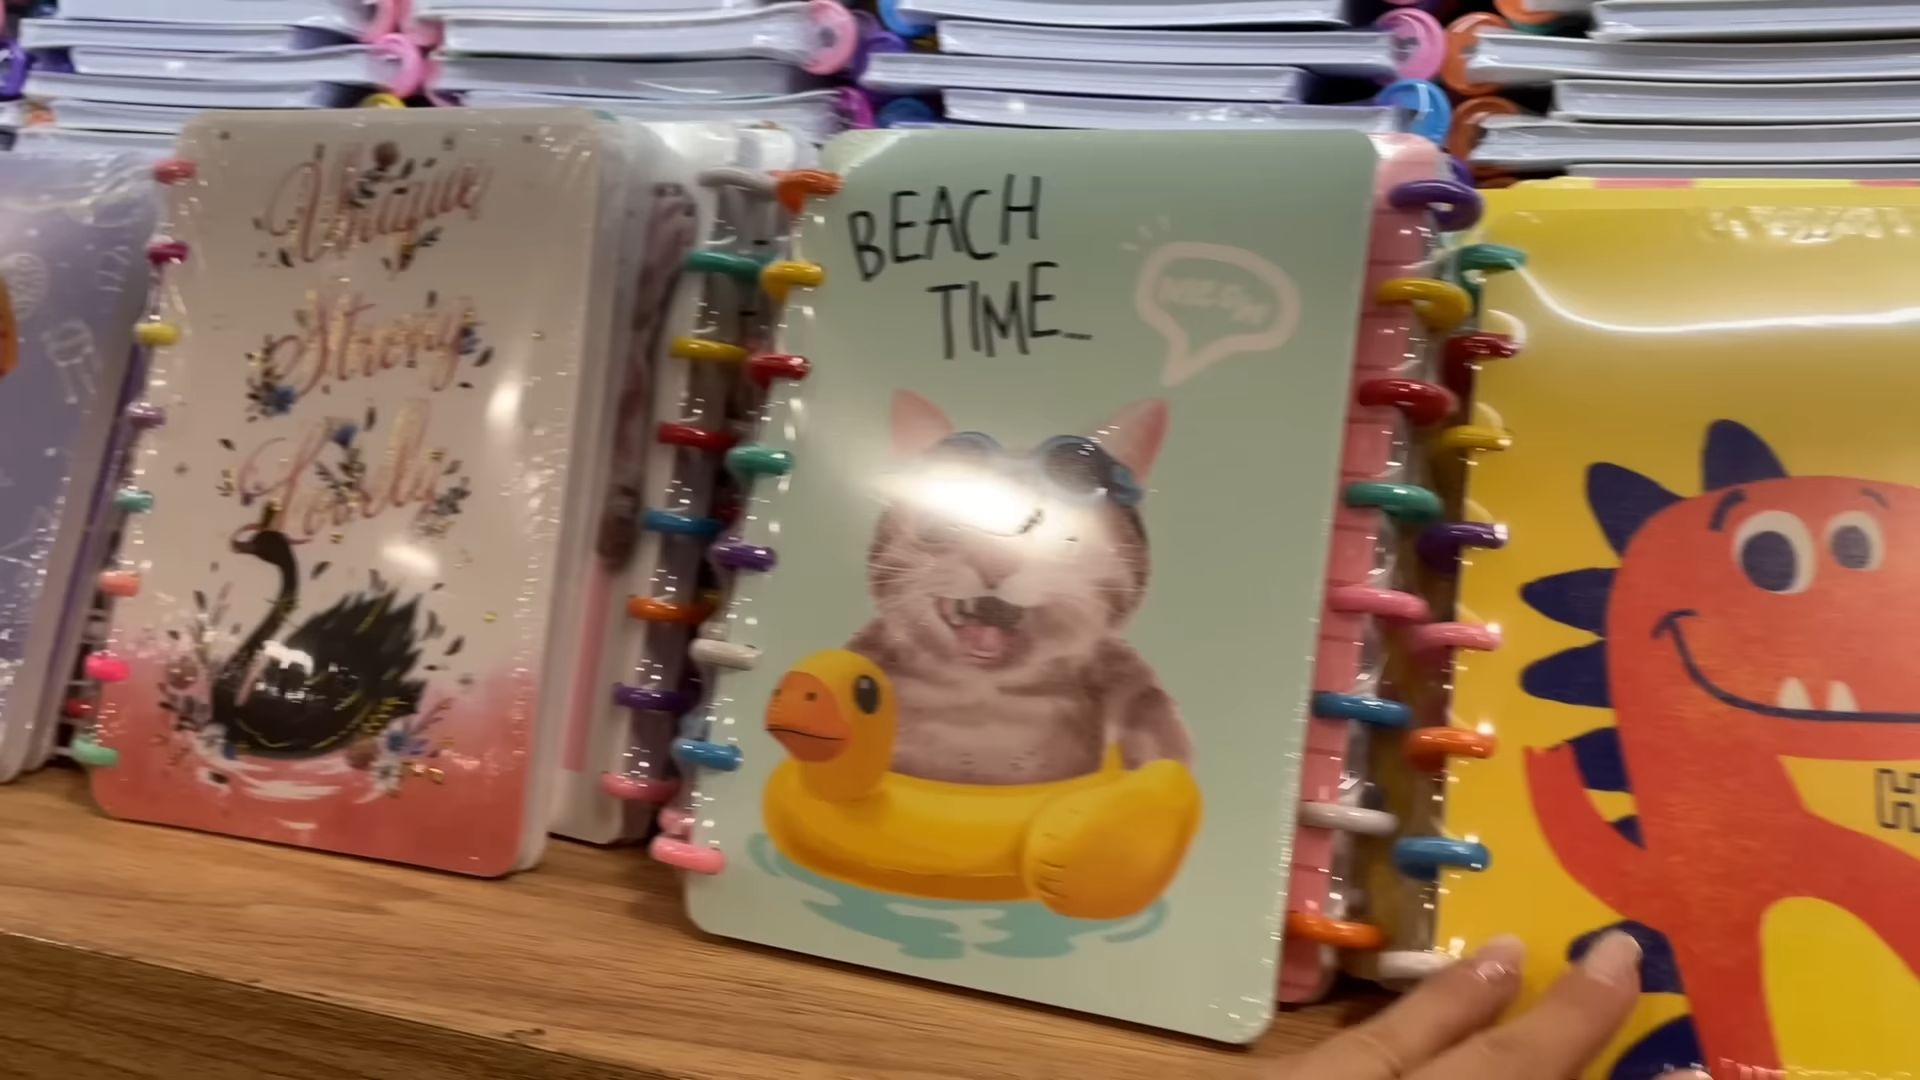 Unique
Strong
Lovely
BEACH
TIME...
H